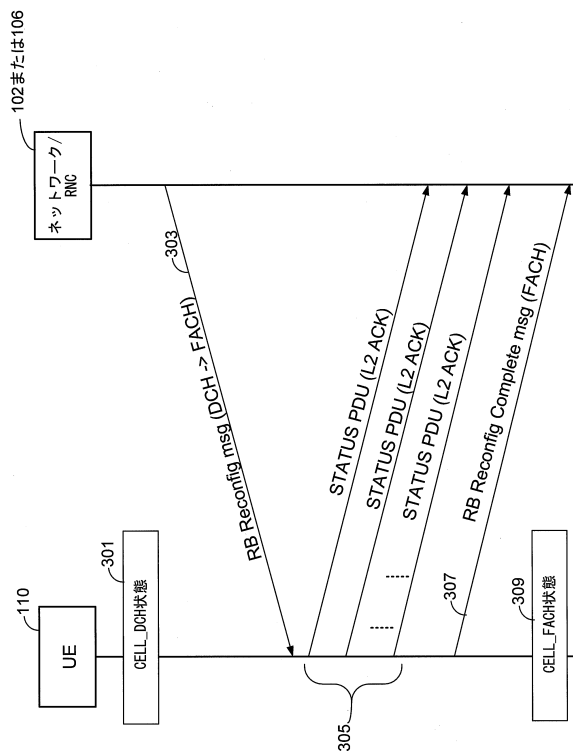 102または106
ネットワーク/
RNC
110
UE
301
CELL_DCH状態
303
RB Reconfig msg (DCH -> FACH)
STATUS PDU (L2 ACK)
STATUS PDU (L2 ACK)
STATUS PDU (L2 ACK)
305
RB Reconfig Complete msg (FACH)
307
309
CELL_FACH状態